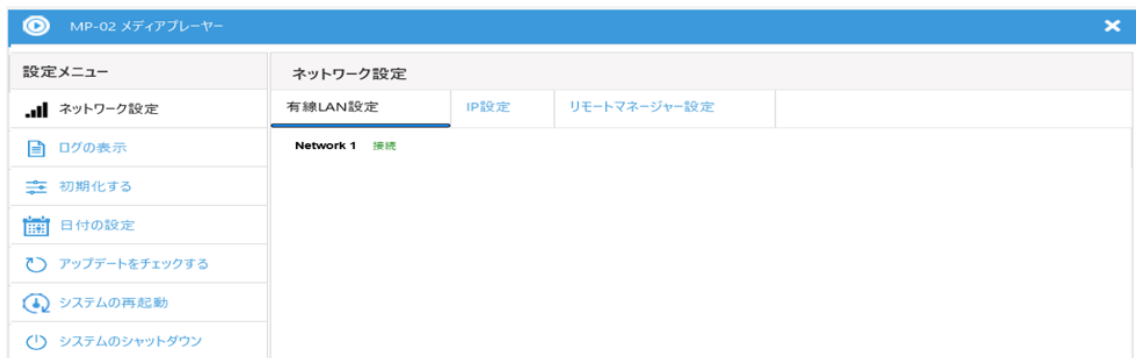 MP-02 メディアプレーヤー
設定メニュー
ネットワーク設定
ログの表示
初期化する
日付の設定
アップデートをチェックする
システムの再起動
システムのシャットダウン
ネットワーク設定
有線LAN設定 IP設定 リモートマネージャー設定
Network 1 接続